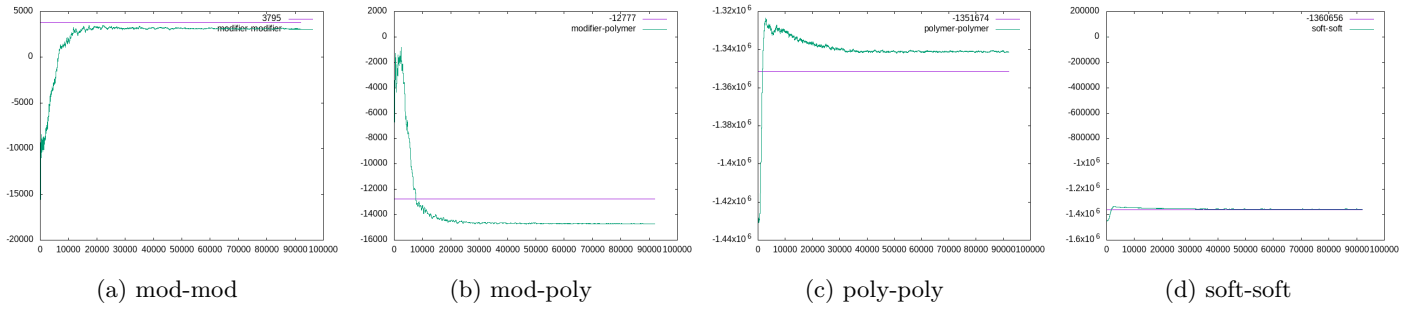 3795
modifier-modifier
5000
0
-5000
-10000
-15000
-20000
0 10000 20000 30000 40000 50000 60000 70000 80000 90000 100000
(a) mod-mod
-12777
modifier-polymer
2000
0
-2000
-4000
-6000
-8000
-10000
-12000
-14000
-16000
0 10000 20000 30000 40000 50000 60000 70000 80000 90000 100000
(b) mod-poly
-1351674
polymer-polymer
-1.32x10^6
-1.34x10^6
-1.36x10^6
-1.38x10^6
-1.4x10^6
-1.42x10^6
-1.44x10^6
0 10000 20000 30000 40000 50000 60000 70000 80000 90000100000
(c) poly-poly
-1360656
soft-soft
200000
0
-200000
-400000
-600000
-800000
-1x10^6
-1.2x10^6
-1.4x10^6
-1.6x10^6
0 10000 20000 30000 40000 50000 60000 70000 80000 90000 100000
(d) soft-soft